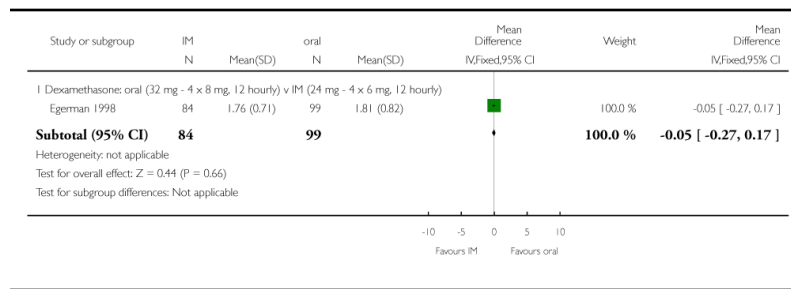 Study or subgroup IM oral Mean Difference Weight Mean Difference
N Mean(SD) N Mean(SD) IV,Fixed,95% CI IV,Fixed,95% CI
1 Dexamethasone: oral (32 mg - 4 x 8 mg, 12 hourly) v IM (24 mg - 4 x 6 mg, 12 hourly)
Egerman 1998 84 1.76 (0.71) 99 1.81 (0.82) 100.0 % -0.05 [ -0.27, 0.17 ]
Subtotal (95% CI) 84 99 100.0 % -0.05 [ -0.27, 0.17 ]
Heterogeneity: not applicable
Test for overall effect: Z = 0.44 (P = 0.66)
Test for subgroup differences: Not applicable
-10 -5 0 5 10
Favours IM Favours oral